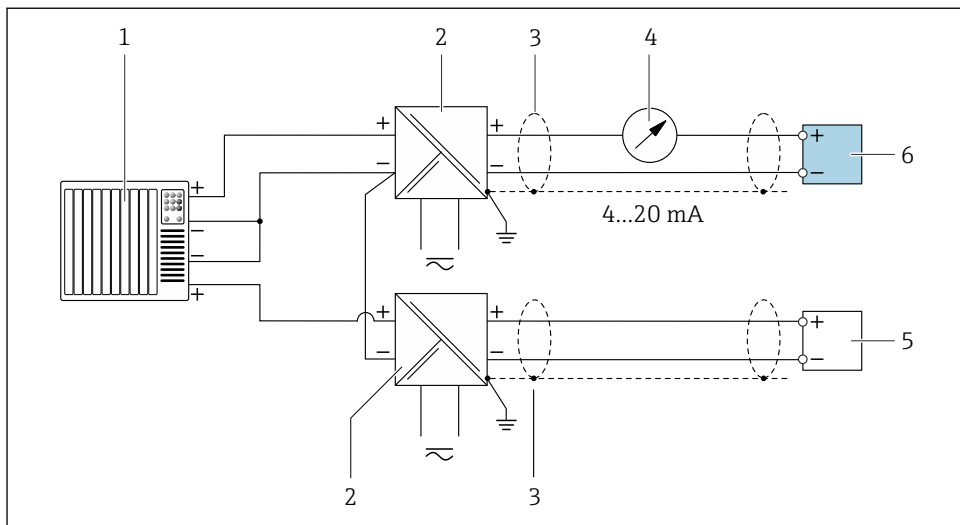 1 2 3 4
+ +
− −
+ +
− −
6
4...20 mA
+
−
−
+
+ + +
− − −
5
2 3